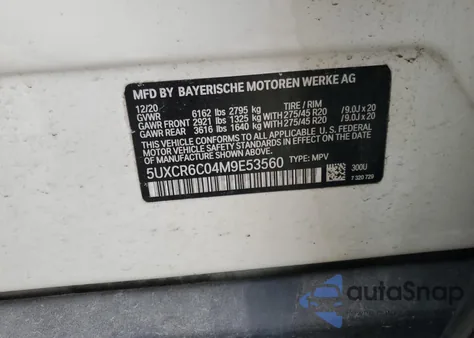 MFD BY BAYERISCHE MOTOREN WERKE AG
12/20
GVWR 6162 lbs 2795 kg TIRE / RIM
GAWR FRONT 2921 lbs 1325 kg WITH 275/45 R20 /9.0J x 20
GAWR REAR 3616 lbs 1640 kg WITH 275/45 R20 /9.0J x 20
THIS VEHICLE CONFORMS TO ALL APPLICABLE U.S.
FEDERAL MOTOR VEHICLE SAFETY STANDARDS IN
EFFECT ON THE DATE OF MANUFACTURE SHOWN ABOVE.
5UXCR6C04M9E53560 TYPE: MPV
300U
7 320 729
autoSnap